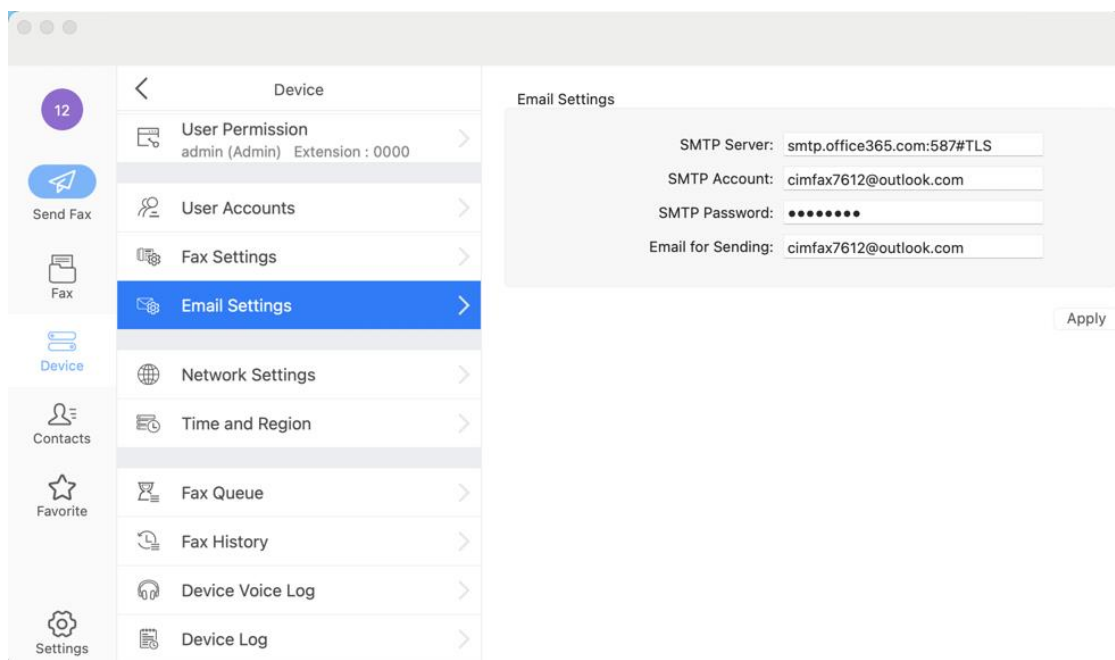 12
Send Fax
Fax
Device
Contacts
Favorite
Settings
Device
User Permission
admin (Admin) Extension : 0000
User Accounts
Fax Settings
Email Settings
Network Settings
Time and Region
Fax Queue
Fax History
Device Voice Log
Device Log
Email Settings
SMTP Server: smtp.office365.com:587#TLS
SMTP Account: cimfax7612@outlook.com
SMTP Password: ●●●●●●●●
Email for Sending: cimfax7612@outlook.com
Apply